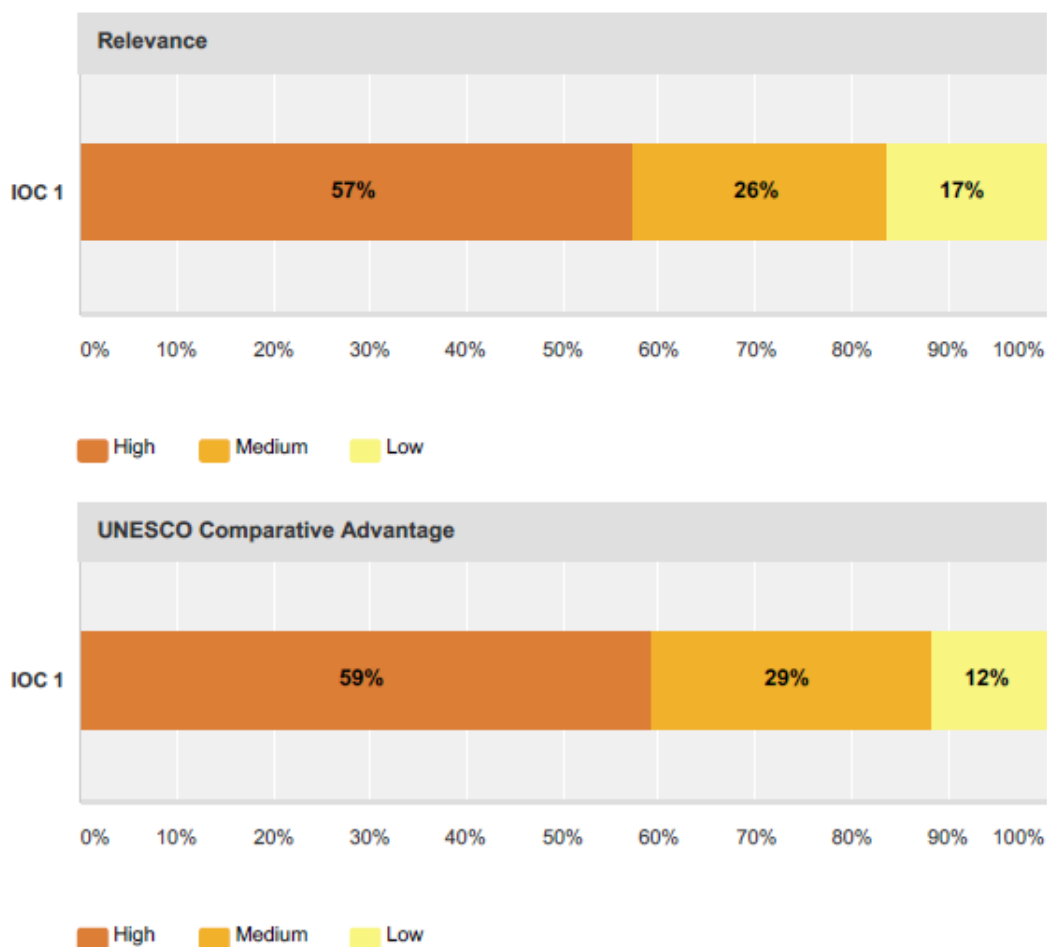 Relevance
IOC 1 57% 26% 17%
0% 10% 20% 30% 40% 50% 60% 70% 80% 90% 100%
High Medium Low
UNESCO Comparative Advantage
IOC 1 59% 29% 12%
0% 10% 20% 30% 40% 50% 60% 70% 80% 90% 100%
High Medium Low